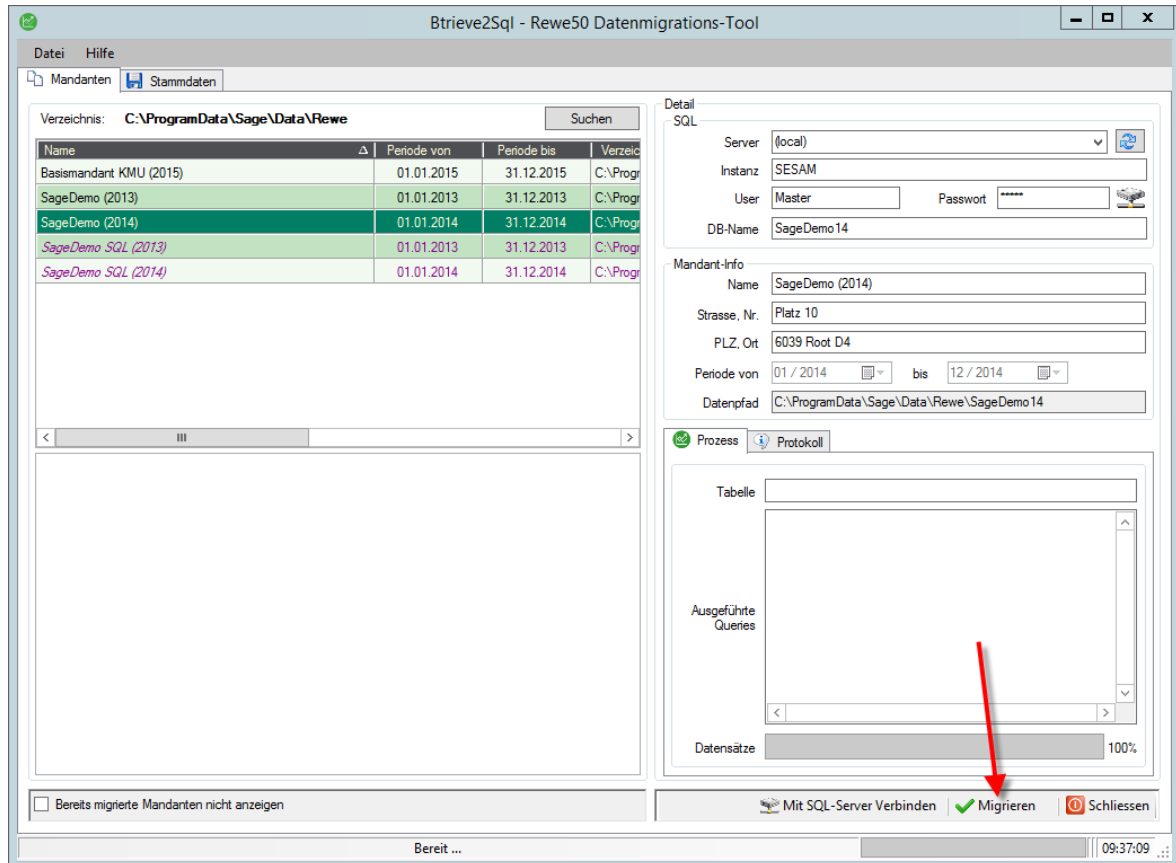 Btrieve2Sql - Rewe50 Datenmigrations-Tool
Datei Hilfe
Mandanten Stammdaten
Verzeichnis: C:\ProgramData\Sage\Data\Rewe Suchen
Name Periode von Periode bis Verzeic
Basismandant KMU (2015) 01.01.2015 31.12.2015 C:\Progr
SageDemo (2013) 01.01.2013 31.12.2013 C:\Progr
SageDemo (2014) 01.01.2014 31.12.2014 C:\Progr
SageDemo SQL (2013) 01.01.2013 31.12.2013 C:\Progr
SageDemo SQL (2014) 01.01.2014 31.12.2014 C:\Progr
Bereits migrierte Mandanten nicht anzeigen
Detail
SQL
Server (local)
Instanz SESAM
User Master Passwort *****
DB-Name SageDemo14
Mandant-Info
Name SageDemo (2014)
Strasse, Nr. Platz 10
PLZ, Ort 6039 Root D4
Periode von 01 / 2014 bis 12 / 2014
Datenpfad C:\ProgramData\Sage\Data\Rewe\SageDemo14
Prozess Protokoll
Tabelle
Ausgeführte
Queries
Datensätze 100%
Mit SQL-Server Verbinden Migrieren Schliessen
Bereit ... 09:37:09